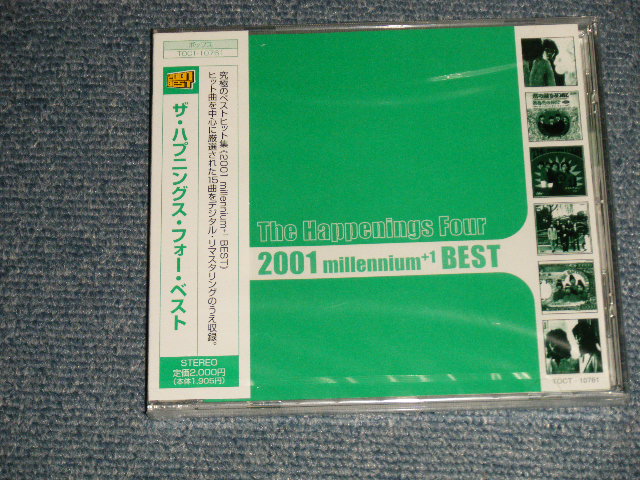 ポップス
TOCT-10761
2001
BEST
ザ・ハプニングス・フォー・ベスト
究極のベストヒット集《2001 millennium+1 BEST》
ヒット曲を中心に厳選された15曲をデジタル・リマスタリングのうえ収録。
STEREO
定価2,000円
(本体1,905円)
The Happenings Four
2001 millennium+1 BEST
TOCT-10761